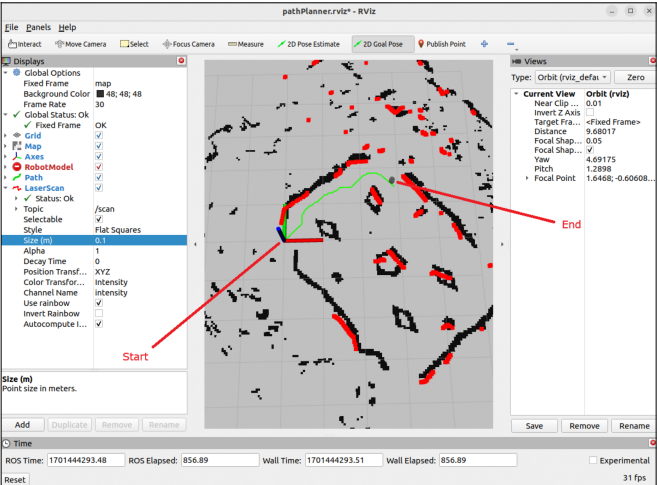 pathPlanner.rviz* - RViz
File Panels Help
Interact Move Camera Select Focus Camera Measure 2D Pose Estimate 2D Goal Pose Publish Point
Displays
Global Options
Fixed Frame map
Background Color 48; 48; 48
Frame Rate 30
Global Status: Ok
Fixed Frame OK
Grid
Map
Axes
RobotModel
Path
LaserScan
Status: Ok
Topic /scan
Selectable
Style Flat Squares
Size (m) 0.1
Alpha 1
Decay Time 0
Position Transf... XYZ
Color Transfor... Intensity
Channel Name intensity
Use rainbow
Invert Rainbow
Autocompute I...
Size (m)
Point size in meters.
Add Duplicate Remove Rename
Start
End
Views
Type: Orbit (rviz_defau Zero
Current View Orbit (rviz)
Near Clip ... 0.01
Invert Z Axis
Target Fra... <Fixed Frame>
Distance 9.68017
Focal Shap... 0.05
Focal Shap...
Yaw 4.69175
Pitch 1.2898
Focal Point 1.6468; -0.60608...
Save Remove Rename
Time
ROS Time: 1701444293.48 ROS Elapsed: 856.89 Wall Time: 1701444293.51 Wall Elapsed: 856.89 Experimental
Reset 31 fps